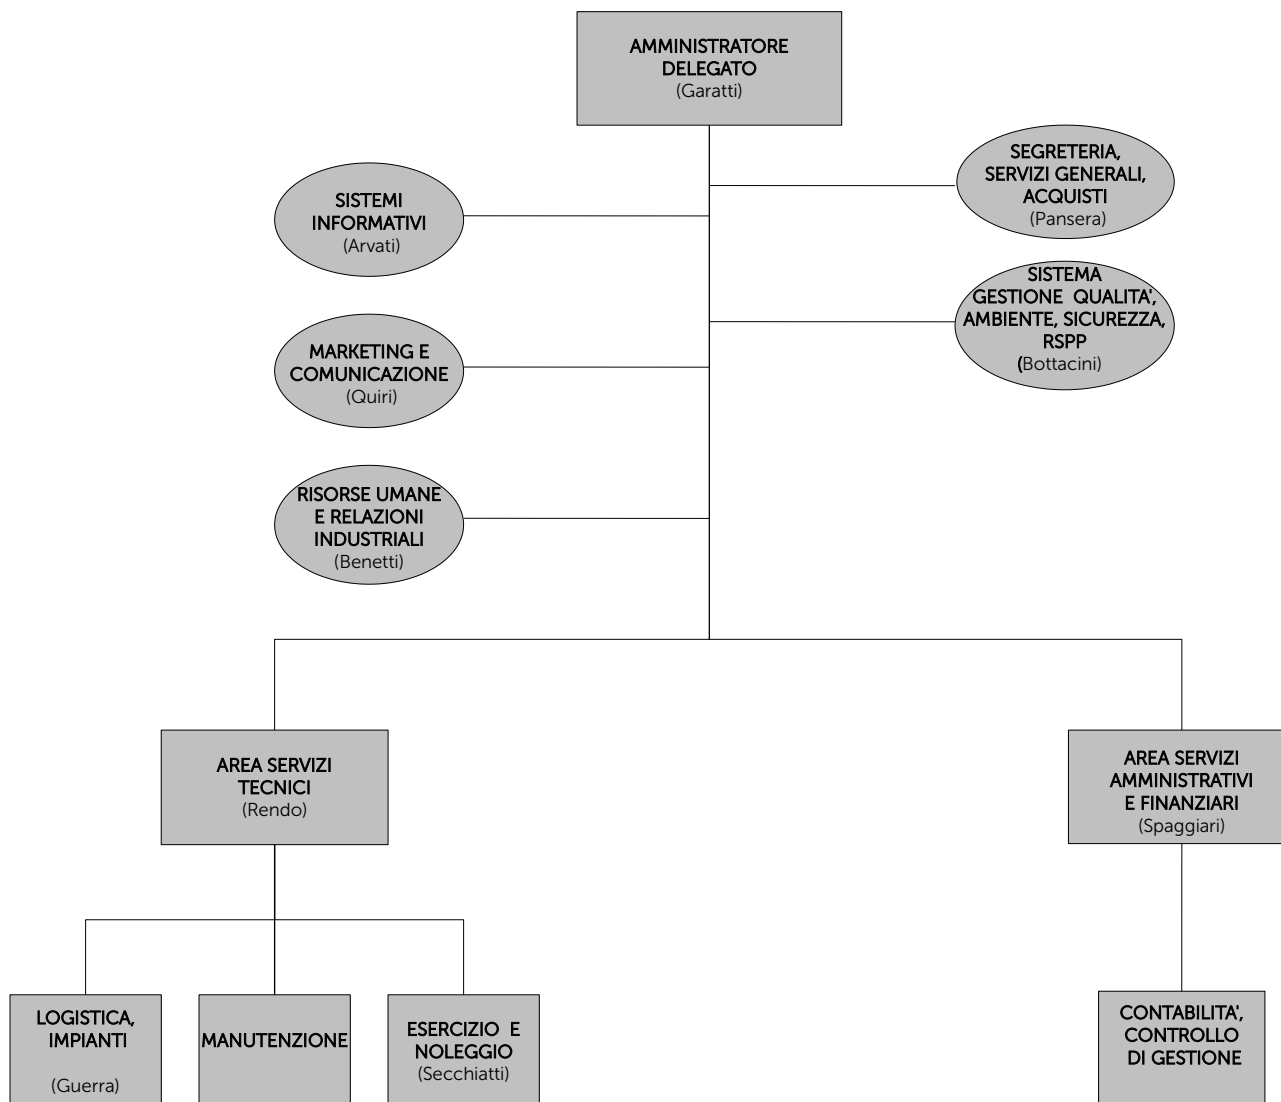 AMMINISTRATORE
DELEGATO
(Garatti)
SEGRETERIA,
SERVIZI GENERALI,
ACQUISTI
(Pansera)
SISTEMI
INFORMATIVI
(Arvati)
SISTEMA
GESTIONE QUALITA',
AMBIENTE, SICUREZZA,
RSPP
(Bottacini)
MARKETING E
COMUNICAZIONE
(Quiri)
RISORSE UMANE
E RELAZIONI
INDUSTRIALI
(Benetti)
AREA SERVIZI
TECNICI
(Rendo)
AREA SERVIZI
AMMINISTRATIVI
E FINANZIARI
(Spaggiari)
LOGISTICA,
IMPIANTI
(Guerra)
MANUTENZIONE
ESERCIZIO E
NOLEGGIO
(Secchiatti)
CONTABILITA',
CONTROLLO
DI GESTIONE